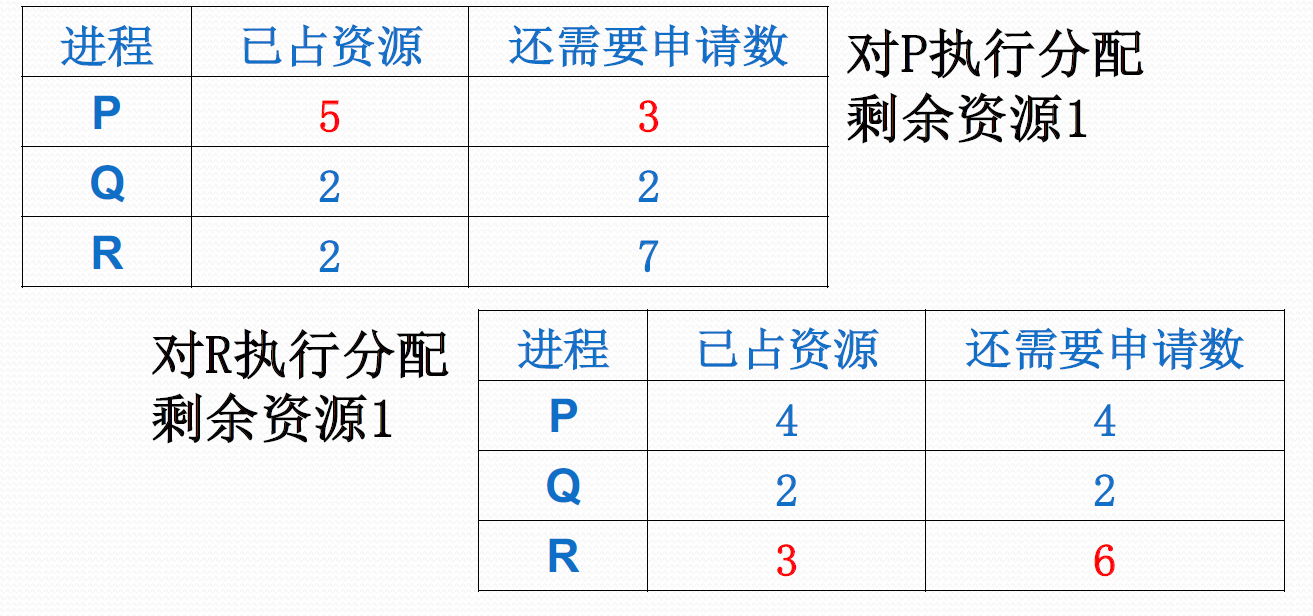 进程 已占资源 还需要申请数
P 5 3
Q 2 2
R 2 7
对P执行分配
剩余资源1
对R执行分配
剩余资源1
进程 已占资源 还需要申请数
P 4 4
Q 2 2
R 3 6